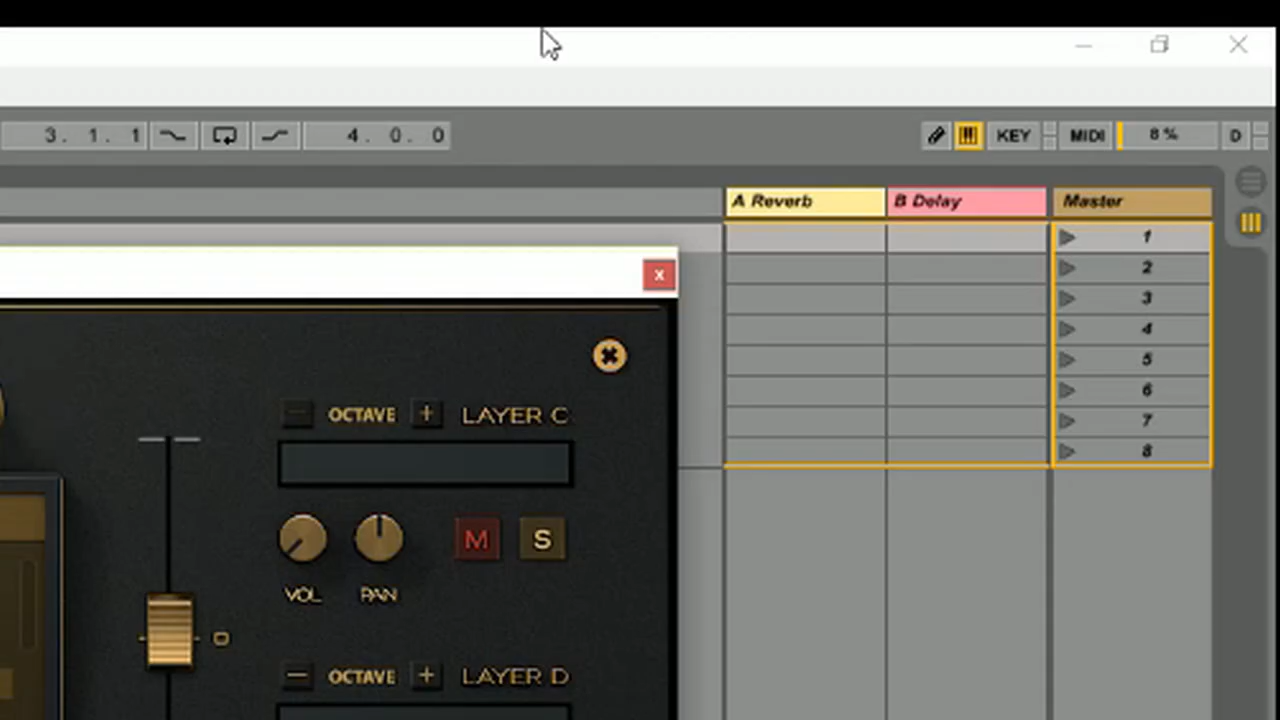 3. 1. 1 4. 0. 0 KEY MIDI 8 % D
A Reverb B Delay Master
1
2
3
4
5
6
7
8
x
OCTAVE + LAYER C
M S
VOL PAN
− OCTAVE + LAYER D